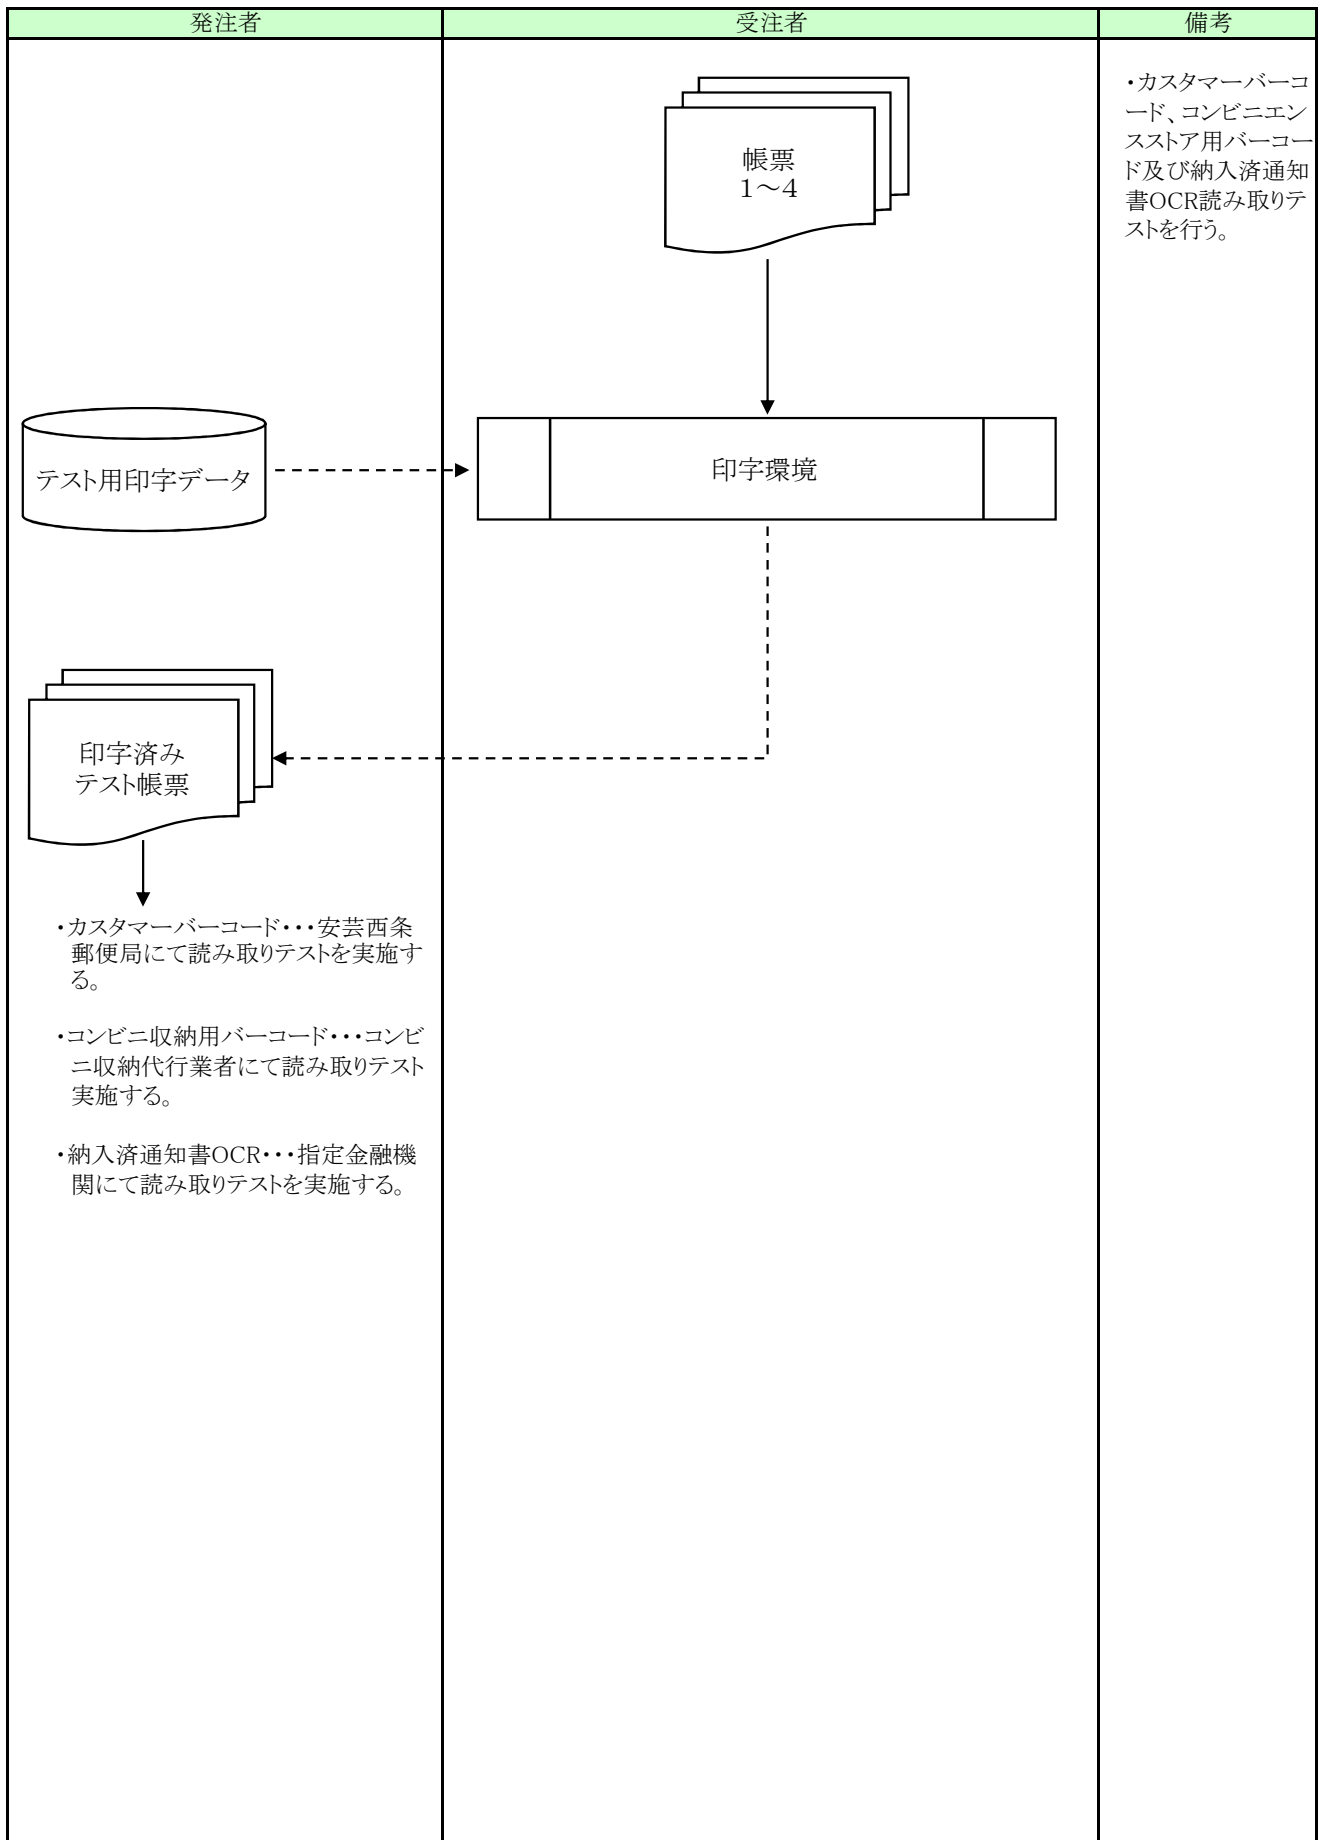 発注者
受注者
備考
・カスタマーバーコ
ード、コンビニエン
スストア用バーコー
ド及び納入済通知
書OCR読み取りテ
ストを行う。
帳票
1～4
テスト用印字データ
印字環境
印字済み
テスト帳票
・カスタマーバーコード・・・安芸西条
郵便局にて読み取りテストを実施す
る。
・コンビニ収納用バーコード・・・コンビ
ニ収納代行業者にて読み取りテスト
実施する。
・納入済通知書OCR・・・指定金融機
関にて読み取りテストを実施する。